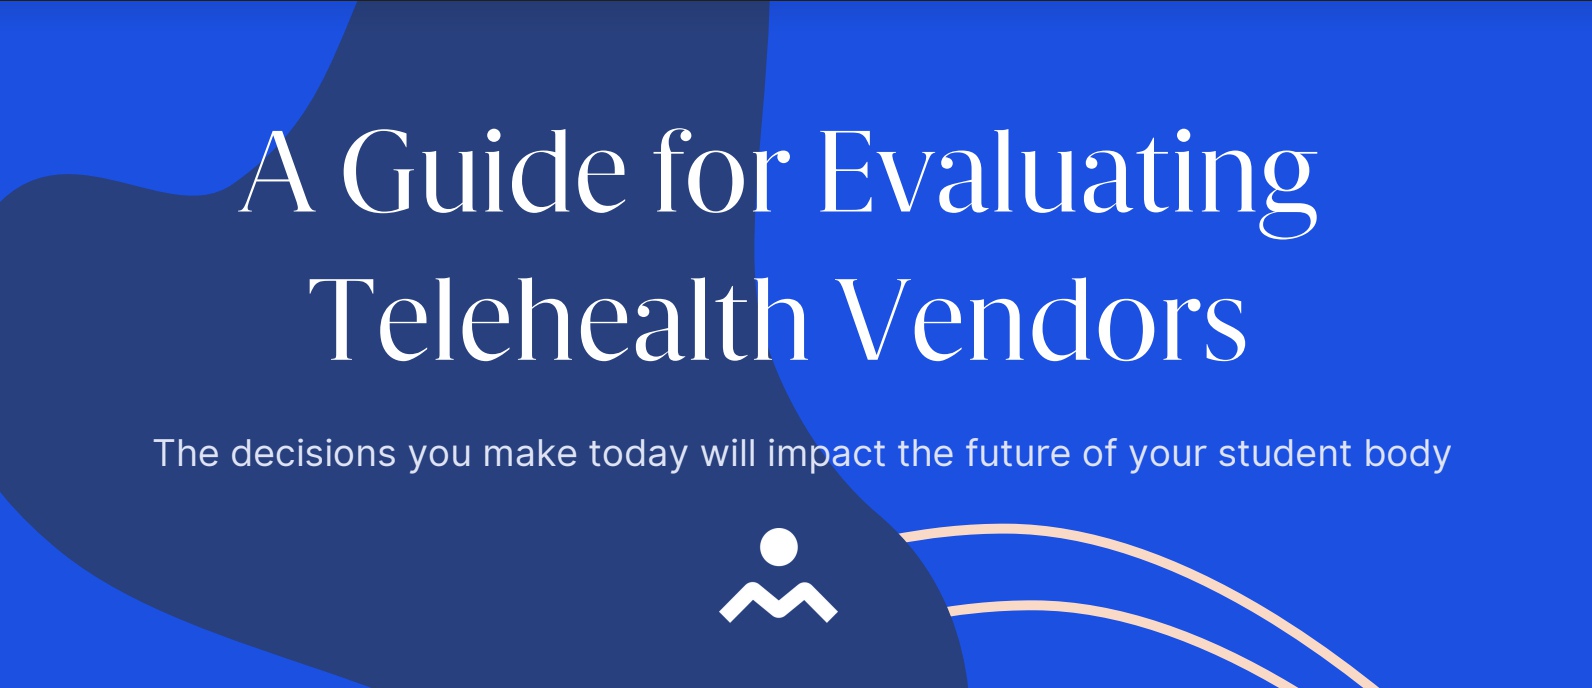 A Guide for Evaluating
Telehealth Vendors
The decisions you make today will impact the future of your student body